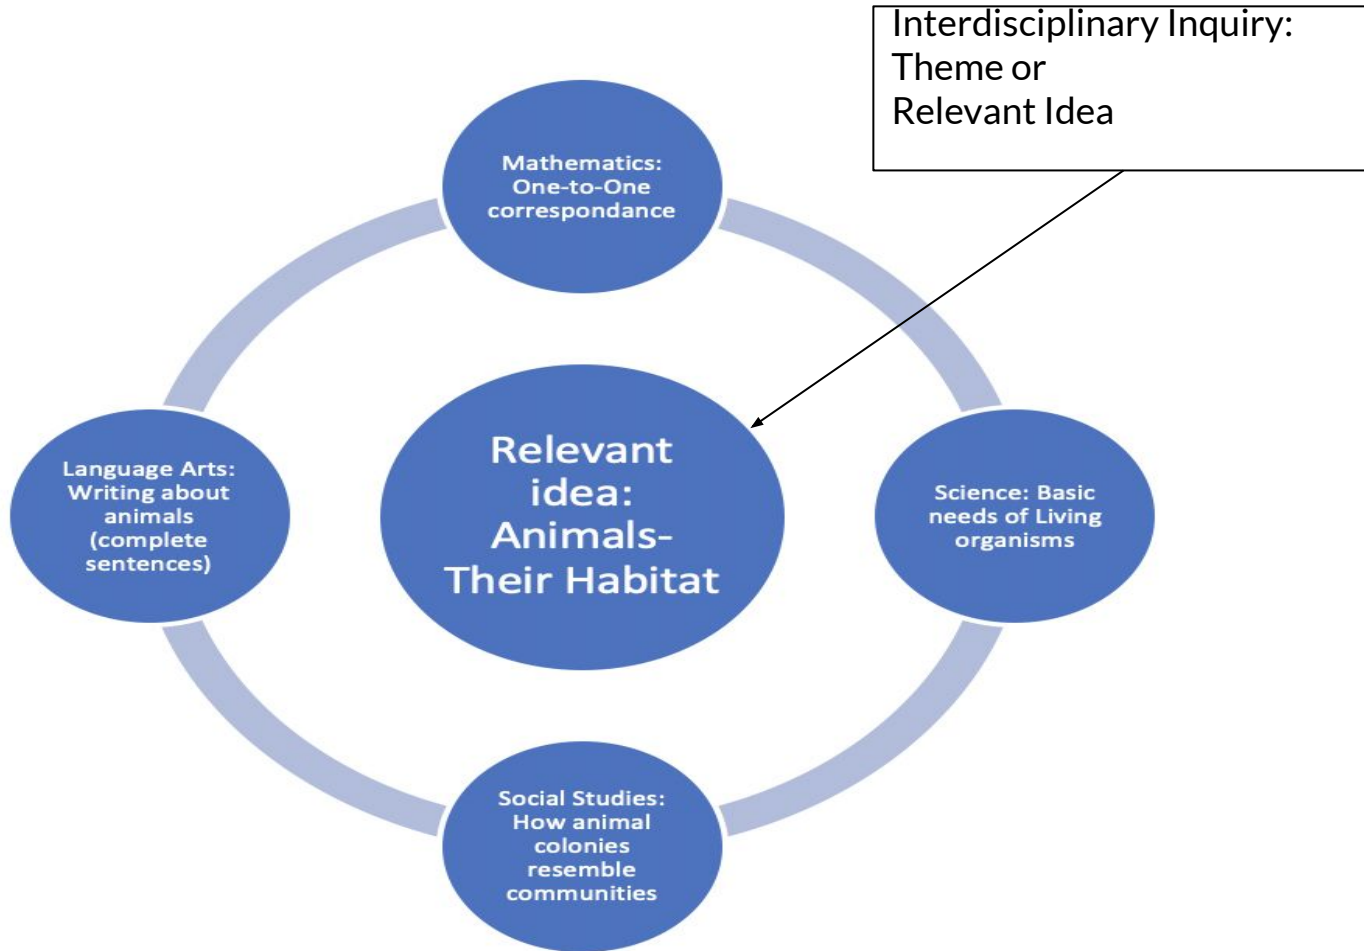 Interdisciplinary Inquiry:
Theme or
Relevant Idea
Mathematics:
One-to-One
correspondance
Language Arts:
Writing about
animals
(complete
sentences)
Relevant
idea:
Animals-
Their Habitat
Science: Basic
needs of Living
organisms
Social Studies:
How animal
colonies
resemble
communities